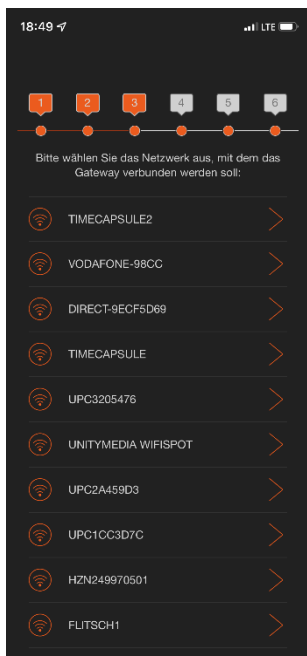 18:49 LTE
1 2 3 4 5 6
Bitte wählen Sie das Netzwerk aus, mit dem das
Gateway verbunden werden soll:
TIMECAPSULE2
VODAFONE-98CC
DIRECT-9ECF5D69
TIMECAPSULE
UPC3205476
UNITYMEDIA WIFISPOT
UPC2A459D3
UPC1CC3D7C
HZN249970501
FLITSCH1